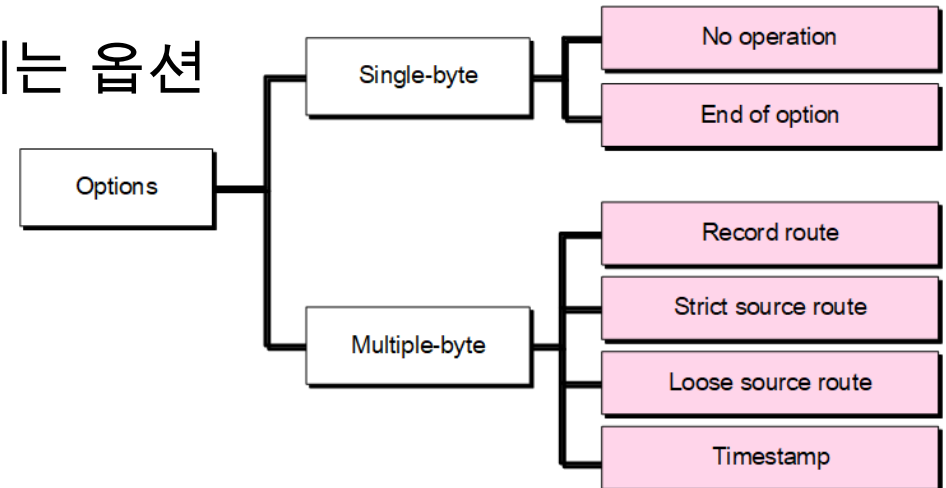 는 옵션
Options
Single-byte
No operation
End of option
Multiple-byte
Record route
Strict source route
Loose source route
Timestamp